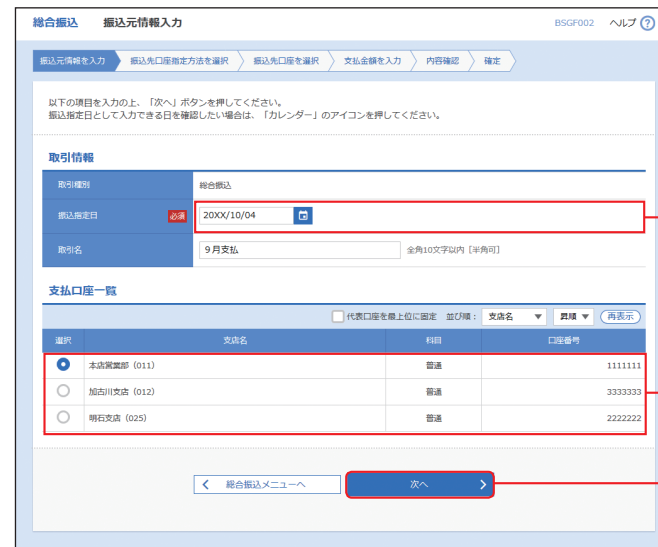 総合振込 振込元情報入力 BSGF002 ヘルプ ?
振込元情報を入力 振込先口座指定方法を選択 振込先口座を選択 支払金額を入力 内容確認 確定
以下の項目を入力の上、「次へ」ボタンを押してください。
振込指定日として入力できる日を確認したい場合は、「カレンダー」のアイコンを押してください。
取引情報
取引種別 総合振込
振込指定日 必須 20XX/10/04
取引名 9月支払 全角10文字以内 [半角可]
支払口座一覧
代表口座を最上位に固定 並び順： 支店名 ▼ 昇順 ▼ 再表示
選択 支店名 科目 口座番号
本店営業部（011） 普通 1111111
加古川支店（012） 普通 3333333
明石支店（025） 普通 2222222
総合振込メニューへ 次へ